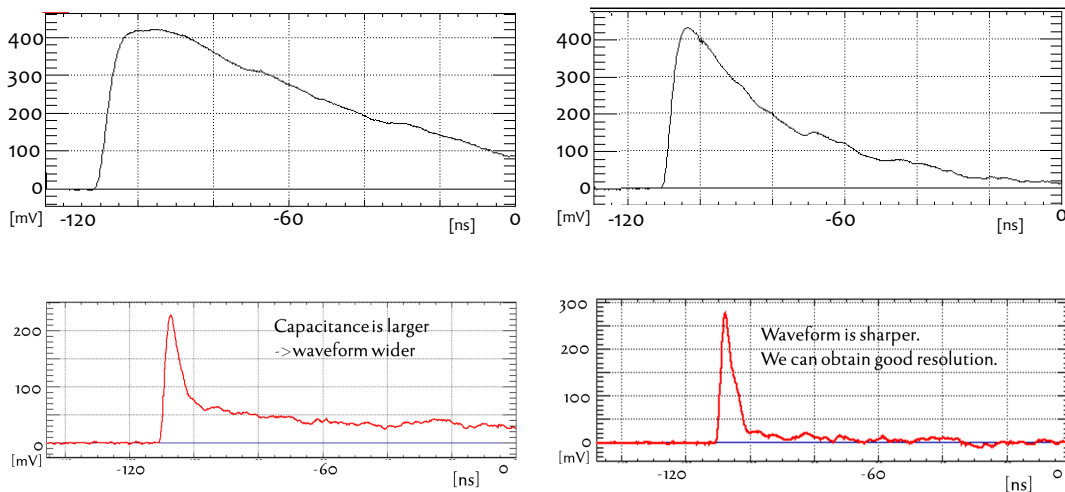 400
300
200
100
0
[mV]
-120
-60
[ns]
0
400
300
200
100
0
[mV]
-120
-60
[ns]
0
200
100
0
[mV]
Capacitance is larger
->waveform wider
-120
-60
[ns]
0
300
200
100
0
[mV]
Waveform is sharper.
We can obtain good resolution.
-120
-60
[ns]
0